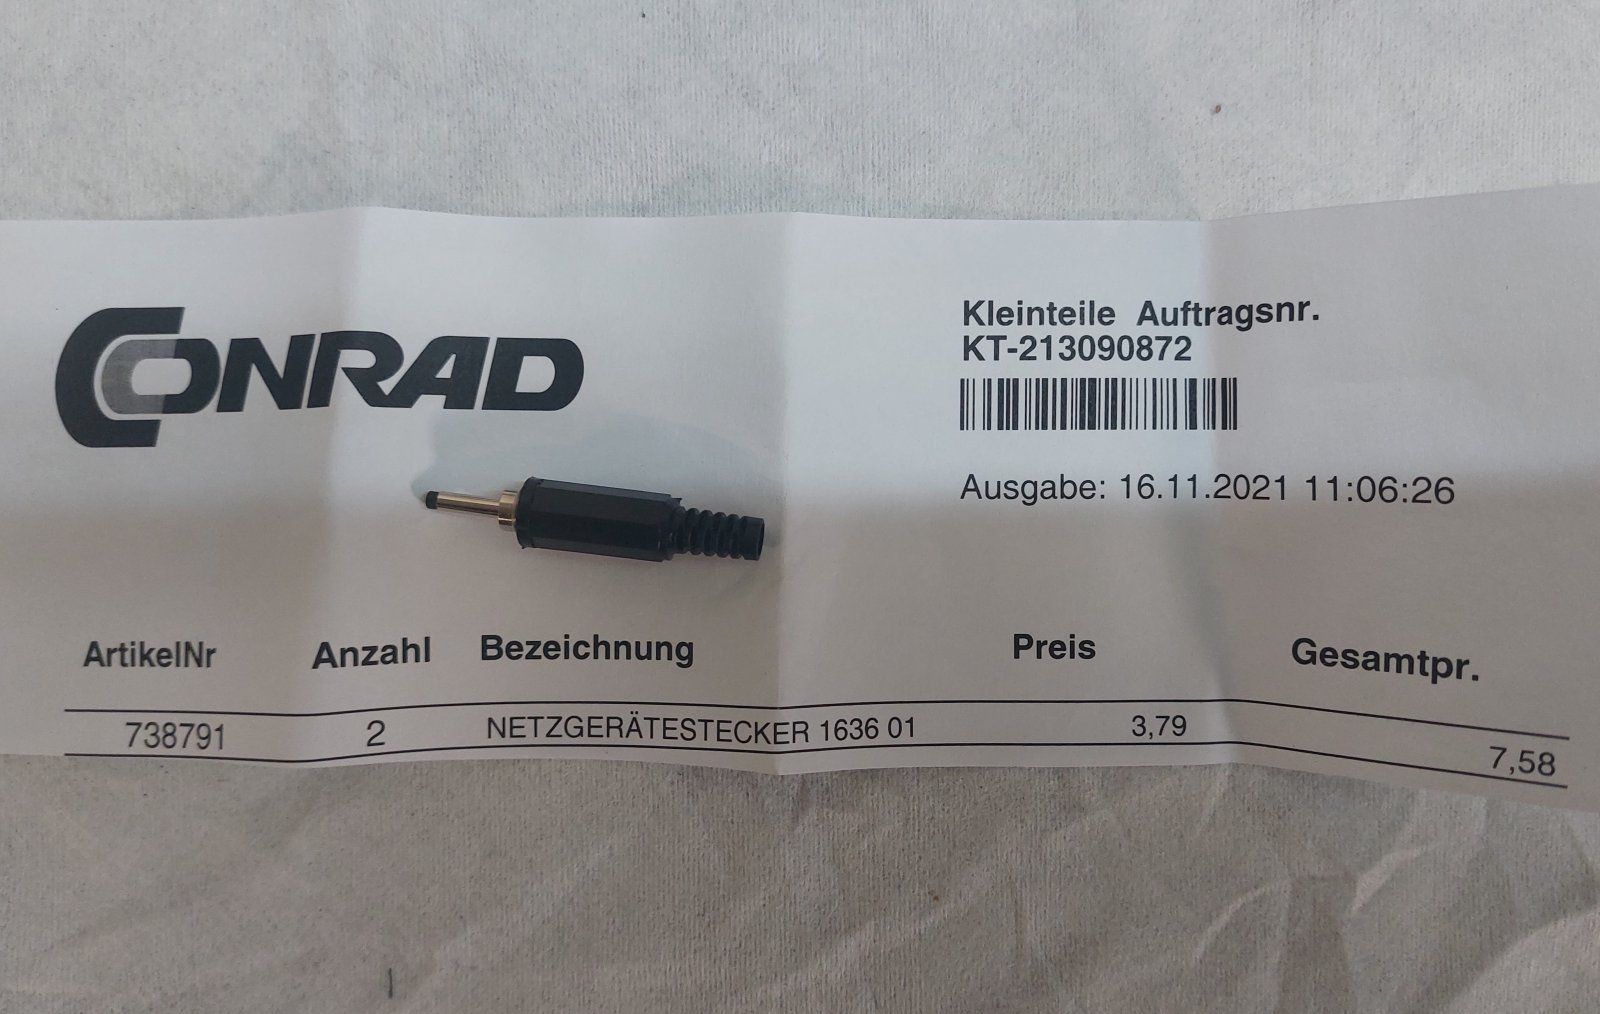 CONRAD
Kleinteile Auftragsnr.
KT-213090872
Ausgabe: 16.11.2021 11:06:26
ArtikelNr Anzahl Bezeichnung Preis Gesamtpr.
738791 2 NETZGERÄTESTECKER 1636 01 3,79 7,58